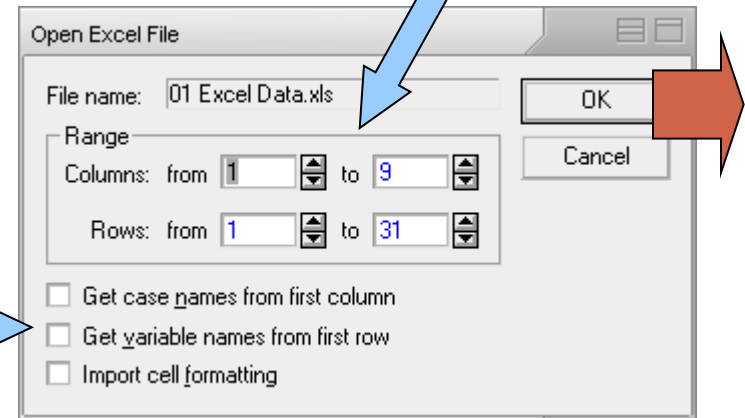 Open Excel File
File name: 01 Excel Data.xls
OK
Range
Cancel
Columns: from 1 to 9
Rows: from 1 to 31
Get case names from first column
Get variable names from first row
Import cell formatting